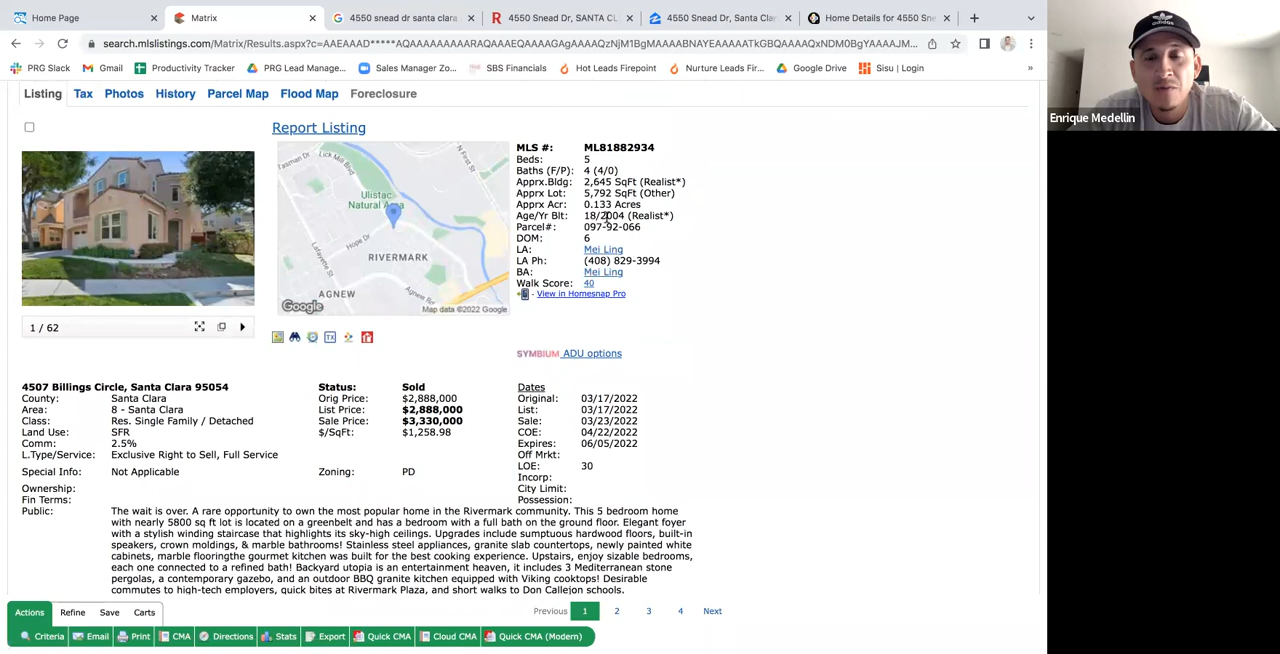 Home Page
Matrix
4550 snead dr santa clara
4550 Snead Dr, SANTA CL
4550 Snead Dr, Santa Clar
Home Details for 4550 Sne
search.mlslistings.com/Matrix/Results.aspx?c=AAEAAAD*****AQAAAAAAAAARAQAAAEQAAAAGAgAAAAQzNjM1BgMAAAABNAYEAAAAATkGBQAAAAQxNDM0BgYAAAAJM...
PRG Slack
Gmail
Productivity Tracker
PRG Lead Manage...
Sales Manager Zo...
SBS Financials
Hot Leads Firepoint
Nurture Leads Fir...
Google Drive
Sisu | Login
»
Listing Tax Photos History Parcel Map Flood Map Foreclosure
Report Listing
Tasman Dr
Lick Mill Blvd
N First St
Ulistac
Natural Area
Hope Dr
RIVERMARK
Lafayette St
AGNEW
Agnew Rd
Google
Map data ©2022 Google
MLS #: ML81882934
Beds: 5
Baths (F/P): 4 (4/0)
Apprx.Bldg: 2,645 SqFt (Realist*)
Apprx Lot: 5,792 SqFt (Other)
Apprx Acr: 0.133 Acres
Age/Yr Blt: 18/2004 (Realist*)
Parcel#: 097-92-066
DOM: 6
LA: Mei Ling
LA Ph: (408) 829-3994
BA: Mei Ling
Walk Score: 40
- View in Homesnap Pro
1 / 62
TX
SYMBIUM ADU options
4507 Billings Circle, Santa Clara 95054
County: Santa Clara
Area: 8 - Santa Clara
Class: Res. Single Family / Detached
Land Use: SFR
Comm: 2.5%
L.Type/Service: Exclusive Right to Sell, Full Service
Special Info: Not Applicable
Ownership:
Fin Terms:
Status: Sold
Orig Price: $2,888,000
List Price: $2,888,000
Sale Price: $3,330,000
$/SqFt: $1,258.98
Zoning: PD
Dates
Original: 03/17/2022
List: 03/17/2022
Sale: 03/23/2022
COE: 04/22/2022
Expires: 06/05/2022
Off Mrkt:
LOE: 30
Incorp:
City Limit:
Possession:
Public: The wait is over. A rare opportunity to own the most popular home in the Rivermark community. This 5 bedroom home
with nearly 5800 sq ft lot is located on a greenbelt and has a bedroom with a full bath on the ground floor. Elegant foyer
with a stylish winding staircase that highlights its sky-high ceilings. Upgrades include sumptuous hardwood floors, built-in
speakers, crown moldings, & marble bathrooms! Stainless steel appliances, granite slab countertops, newly painted white
cabinets, marble flooringthe gourmet kitchen was built for the best cooking experience. Upstairs, enjoy sizable bedrooms,
each one connected to a refined bath! Backyard utopia is an entertainment heaven, it includes 3 Mediterranean stone
pergolas, a contemporary gazebo, and an outdoor BBQ granite kitchen equipped with Viking cooktops! Desirable
commutes to high-tech employers, quick bites at Rivermark Plaza, and short walks to Don Callejon schools.
Actions Refine Save Carts
Previous 1 2 3 4 Next
Criteria Email Print CMA Directions Stats Export Quick CMA Cloud CMA Quick CMA (Modern)
adidas
Enrique Medellin